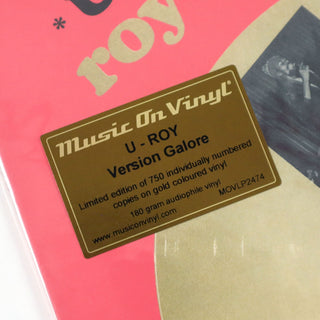 roy
Music On Vinyl
U - ROY
Version Galore
Limited edition of 750 individually numbered
copies on gold coloured vinyl
180 gram audiophile vinyl
www.musiconvinyl.com MOVLP2474